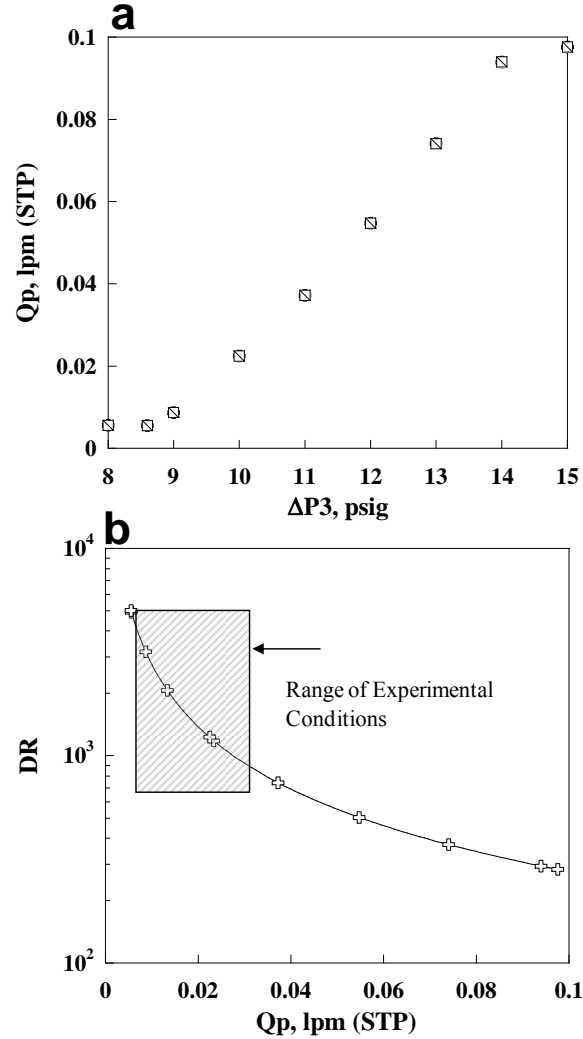 a
0.1
0.08
0.06
0.04
0.02
0
Qp, lpm (STP)
8 9 10 11 12 13 14 15
ΔP3, psig
b
10⁴
10³
10²
DR
Range of Experimental
Conditions
0 0.02 0.04 0.06 0.08 0.1
Qp, lpm (STP)